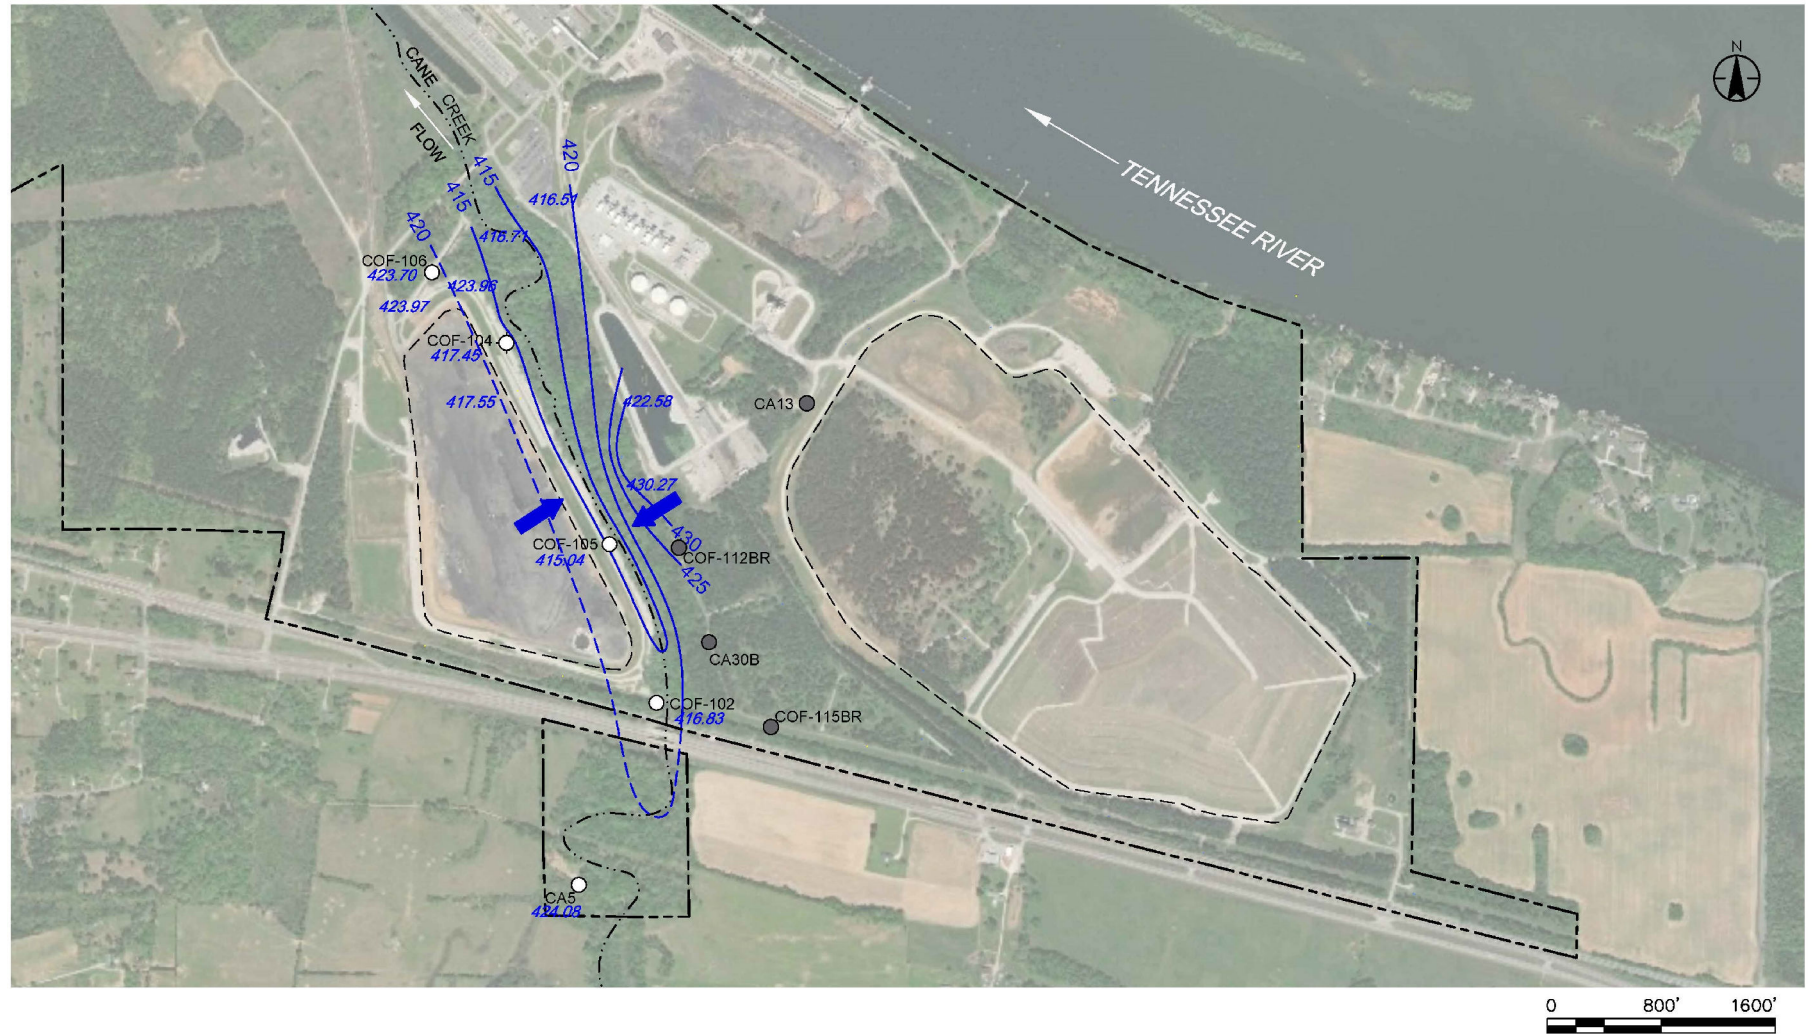 N
CANE
CREEK
FLOW
TENNESSEE RIVER
420
415
415
416.51
420
416.71
COF-106
423.70
423.96
423.97
COF-104
417.45
417.55
422.58
CA13
430.27
430
COF-105
415.04
COF-112BR
425
CA30B
COF-102
416.83
COF-115BR
CA5
424.08
0 800' 1600'